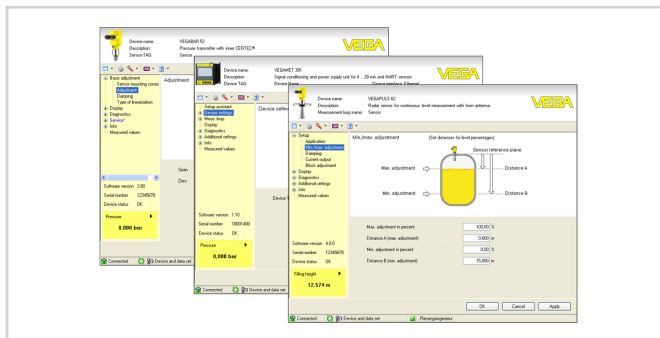 Device name: VEGABAR 52
Description: Pressure transmitter with inner CERTEC®
Sensor-TAG: Sensor
VEGA
Basic adjustment
Sensor mounting correc
Adjustment
Damping
Type of linearization
Display
Diagnostics
Service
Info
Measured values
Adjustment
Span
Zero
Software version 3.80
Serial number 12345678
Device status OK
Pressure
0,000 bar
Connected Device and data set
Device name: VEGAMET 391
Description: Signal conditioning and power supply unit for 4 .. 20 mA and HART sensors
Device TAG: Device Name
VEGA
Setup assistant
Device settings
Meas. loop
Display
Diagnostics
Additional settings
Info
Measured values
Device settin
Device T
Software version 1.10
Serial number 10001400
Device status OK
Pressure
0,000 bar
Connected Device and data set
Device name: VEGAPULS 62
Description: Radar sensor for continuous level measurement with horn antenna
Measurement loop name: Sensor
VEGA
Setup
Application
Min./max. adjustment
Damping
Current output
Block adjustment
Display
Diagnostics
Additional settings
Info
Measured values
Min./max. adjustment (Set distances for level percentages)
Sensor reference plane
Max. adjustment Distance A
Min. adjustment Distance B
Max. adjustment in percent 100,00 %
Distance A (max. adjustment) 0,000 m
Min. adjustment in percent 0,00 %
Distance B (min. adjustment) 15,000 m
Software version 4.0.0
Serial number 12345678
Device status OK
Filling height
12,574 m
OK Cancel Apply
Connected Device and data set Planungsingenieur